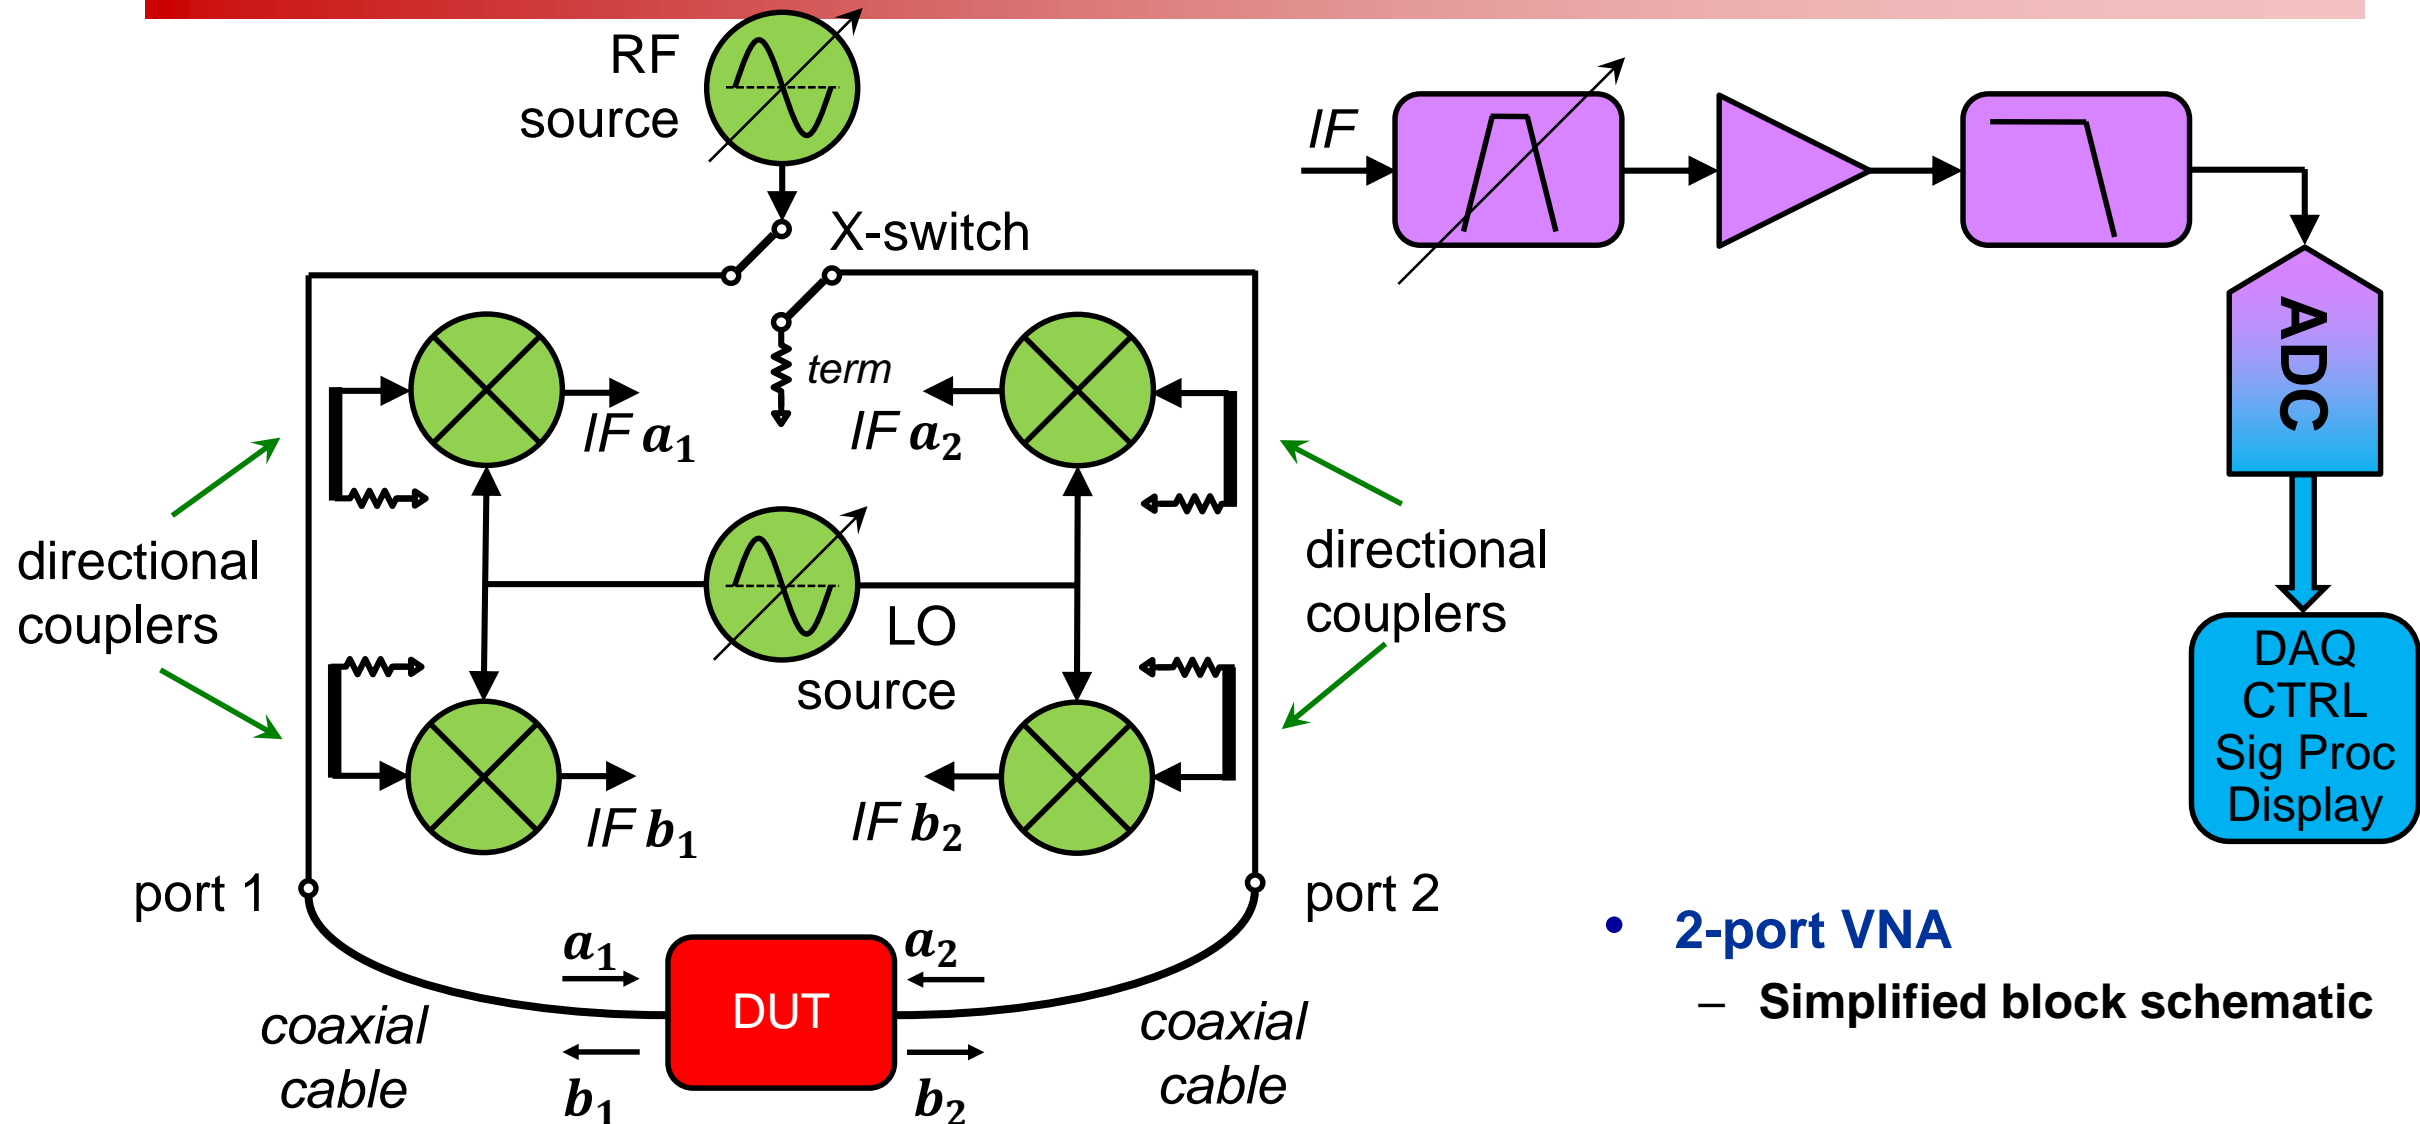 RF
source
IF
X-switch
term
IF a₁
IF a₂
ADC
directional
couplers
directional
couplers
LO
source
DAQ
CTRL
Sig Proc
Display
IF b₁
IF b₂
port 1
port 2
• 2-port VNA
– Simplified block schematic
a₁
a₂
DUT
coaxial
cable
coaxial
cable
b₁
b₂